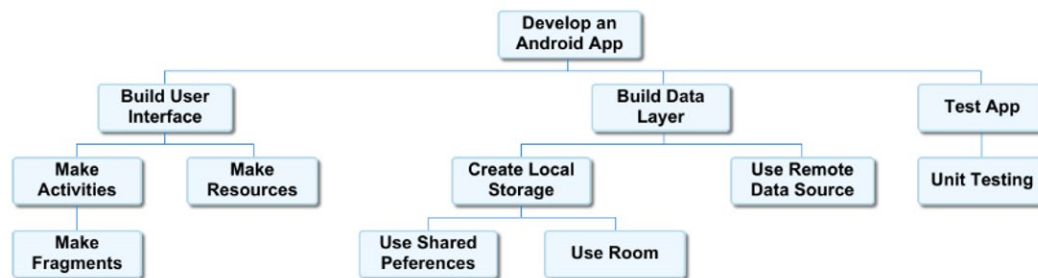 Develop an
Android App
Build User
Interface
Build Data
Layer
Test App
Make
Activities
Make
Resources
Create Local
Storage
Use Remote
Data Source
Unit Testing
Make
Fragments
Use Shared
Peferences
Use Room